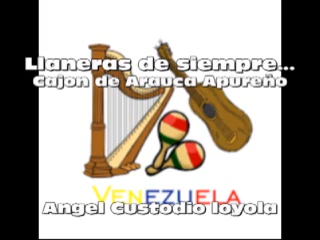 Llaneras de siempre...
Cajon de Arauca Apureño
VENEZUELA
Angel Custodio loyola